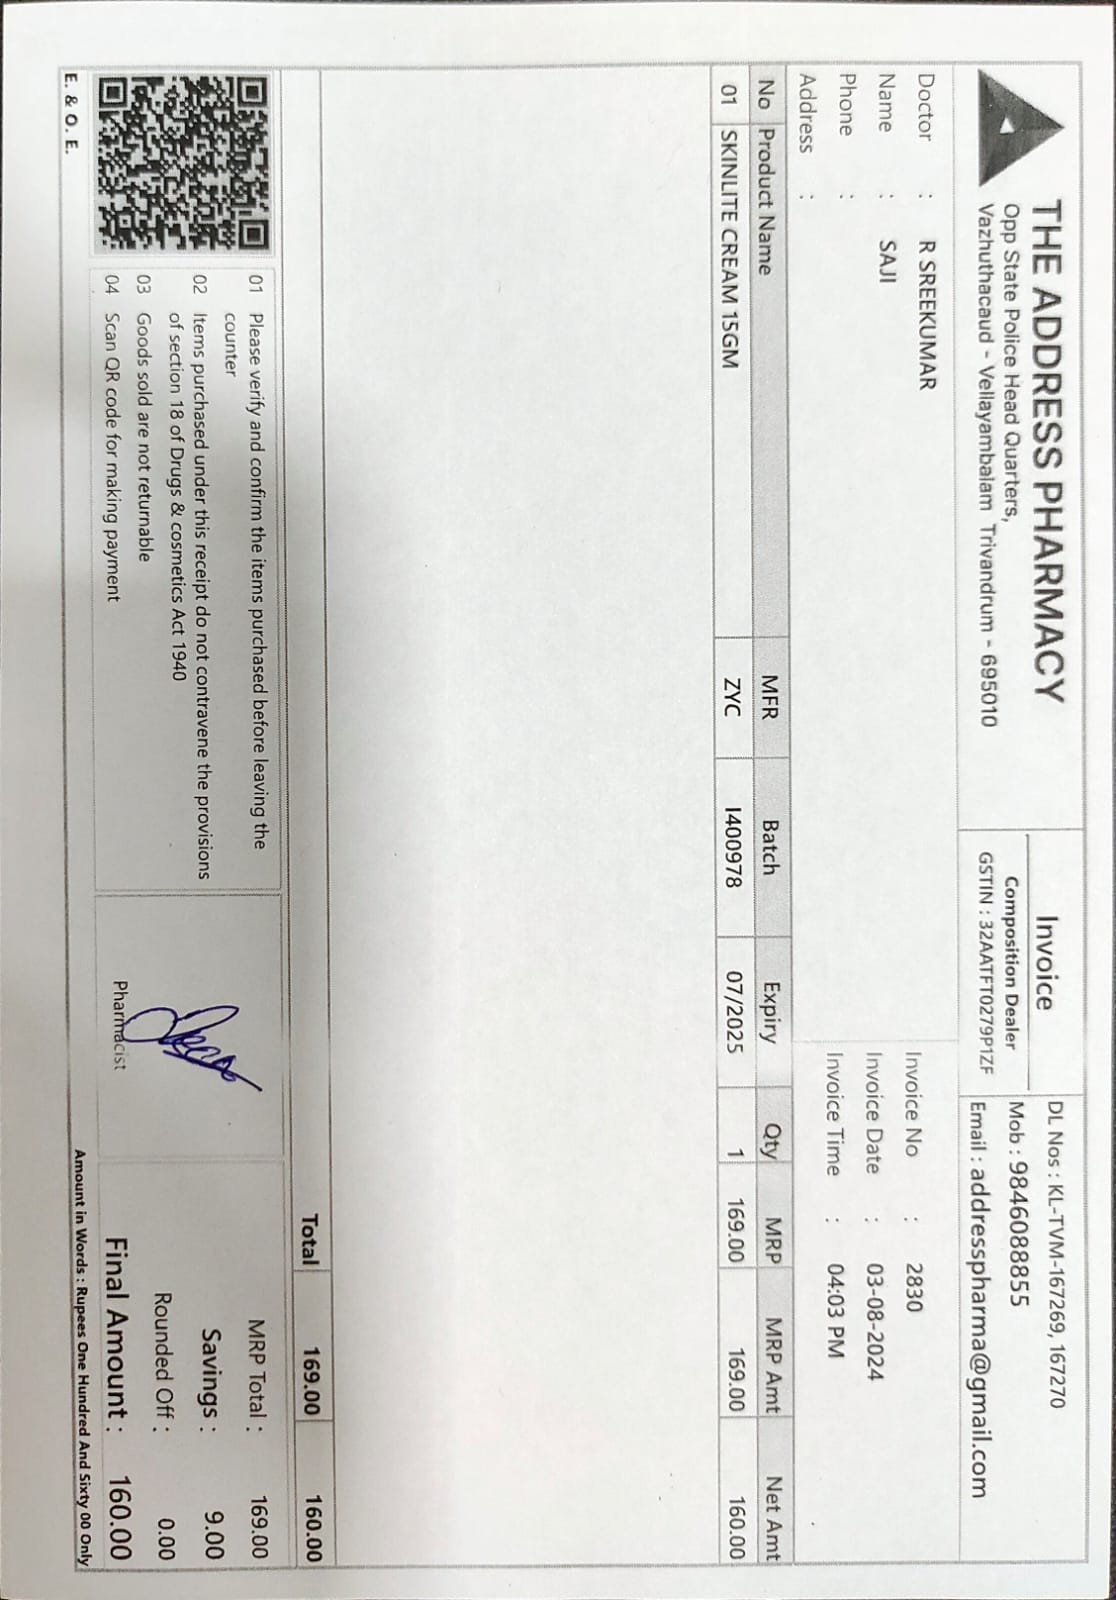 THE ADDRESS PHARMACY
Opp State Police Head Quarters,
Vazhuthacaud - Vellayambalam Trivandrum - 695010
Invoice
Composition Dealer
GSTIN : 32AATFT0279P1ZF
DL Nos : KL-TVM-167269, 167270
Mob : 9846088855
Email : addresspharma@gmail.com
Doctor : R SREEKUMAR
Name : SAJI
Phone :
Address :
Invoice No : 2830
Invoice Date : 03-08-2024
Invoice Time : 04:03 PM
No Product Name MFR Batch Expiry Qty MRP MRP Amt Net Amt
01 SKINLITE CREAM 15GM ZYC I400978 07/2025 1 169.00 169.00 160.00
Total 169.00 160.00
01 Please verify and confirm the items purchased before leaving the
counter
02 Items purchased under this receipt do not contravene the provisions
of section 18 of Drugs & cosmetics Act 1940
03 Goods sold are not returnable
04 Scan QR code for making payment
Pharmacist
MRP Total : 169.00
Savings : 9.00
Rounded Off : 0.00
Final Amount : 160.00
Amount in Words : Rupees One Hundred And Sixty 00 Only
E. & O. E.